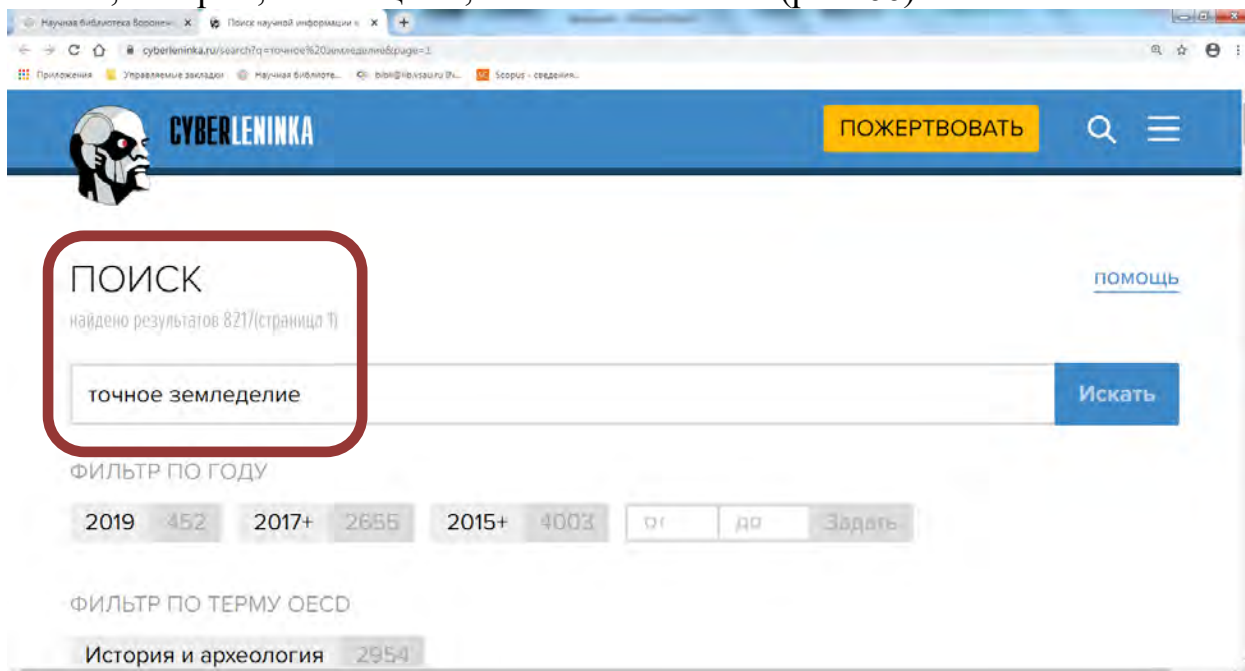 Научная библиотека Воронеж
Поиск научной информации
cyberleninka.ru/search?q=точное%20земледелие&page=1
Приложения Управляемые закладки Научная библиоте... Scopus - сведения...
CYBERLENINKA
ПОЖЕРТВОВАТЬ
ПОИСК
ПОМОЩЬ
найдено результатов 8217(страница 1)
точное земледелие
Искать
ФИЛЬТР ПО ГОДУ
2019 452 2017+ 2655 2015+ 4003 от до Задать
ФИЛЬТР ПО ТЕРМУ OECD
История и археология 2954